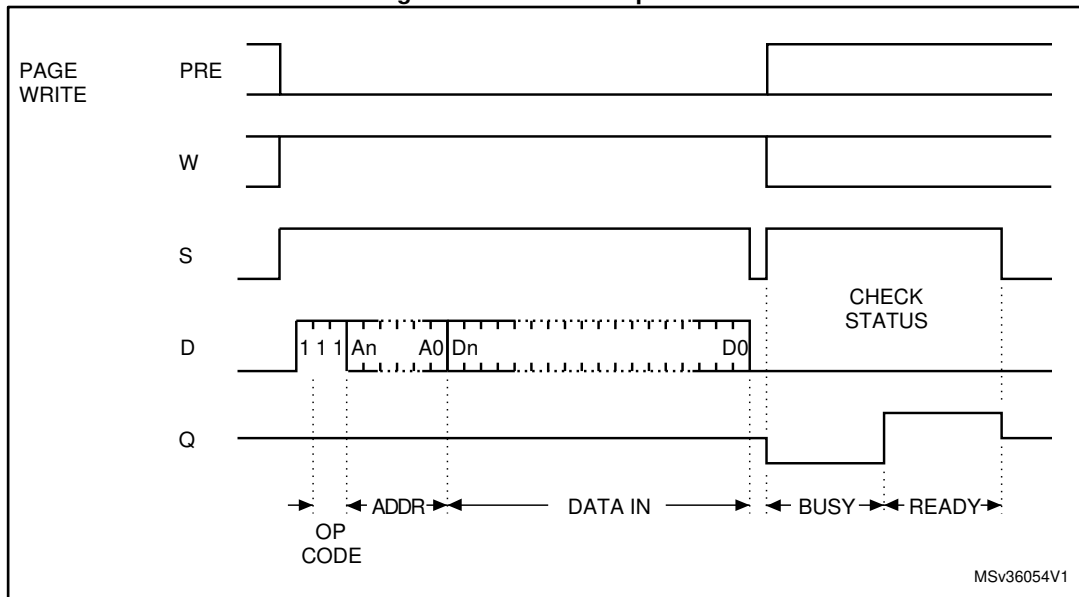 PAGE
WRITE
PRE
W
S
CHECK
STATUS
D
1 1 1 An A0 Dn D0
Q
ADDR DATA IN BUSY READY
OP
CODE
MSv36054V1